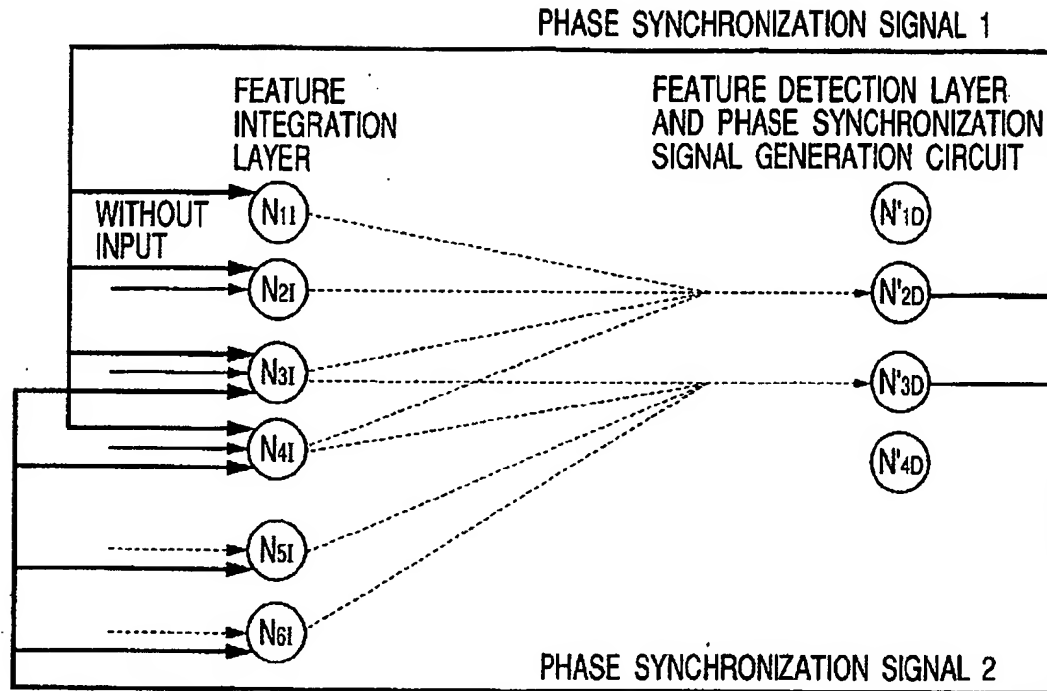 PHASE SYNCHRONIZATION SIGNAL 1
FEATURE
INTEGRATION
LAYER
FEATURE DETECTION LAYER
AND PHASE SYNCHRONIZATION
SIGNAL GENERATION CIRCUIT
WITHOUT
INPUT
N1I
N2I
N3I
N4I
N5I
N6I
N'1D
N'2D
N'3D
N'4D
PHASE SYNCHRONIZATION SIGNAL 2